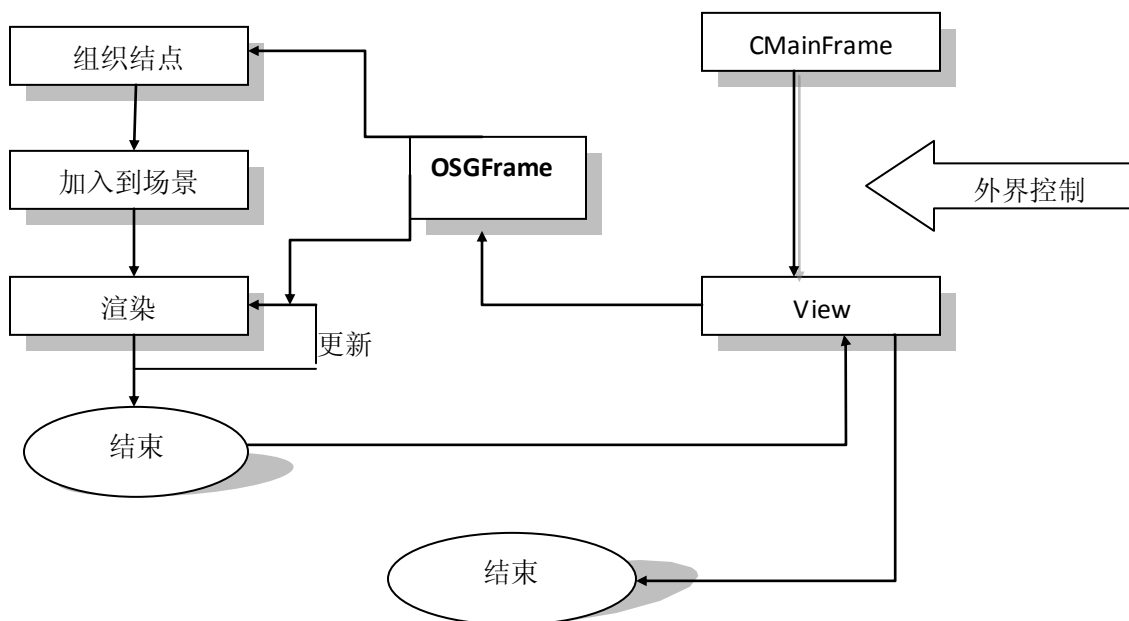 组织结点
CMainFrame
加入到场景
OSGFrame
外界控制
渲染
View
更新
结束
结束